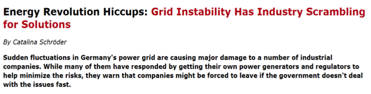 Energy Revolution Hiccups: Grid Instability Has Industry Scrambling
for Solutions
By Catalina Schröder
Sudden fluctuations in Germany's power grid are causing major damage to a number of industrial
companies. While many of them have responded by getting their own power generators and regulators to
help minimize the risks, they warn that companies might be forced to leave if the government doesn't deal
with the issues fast.